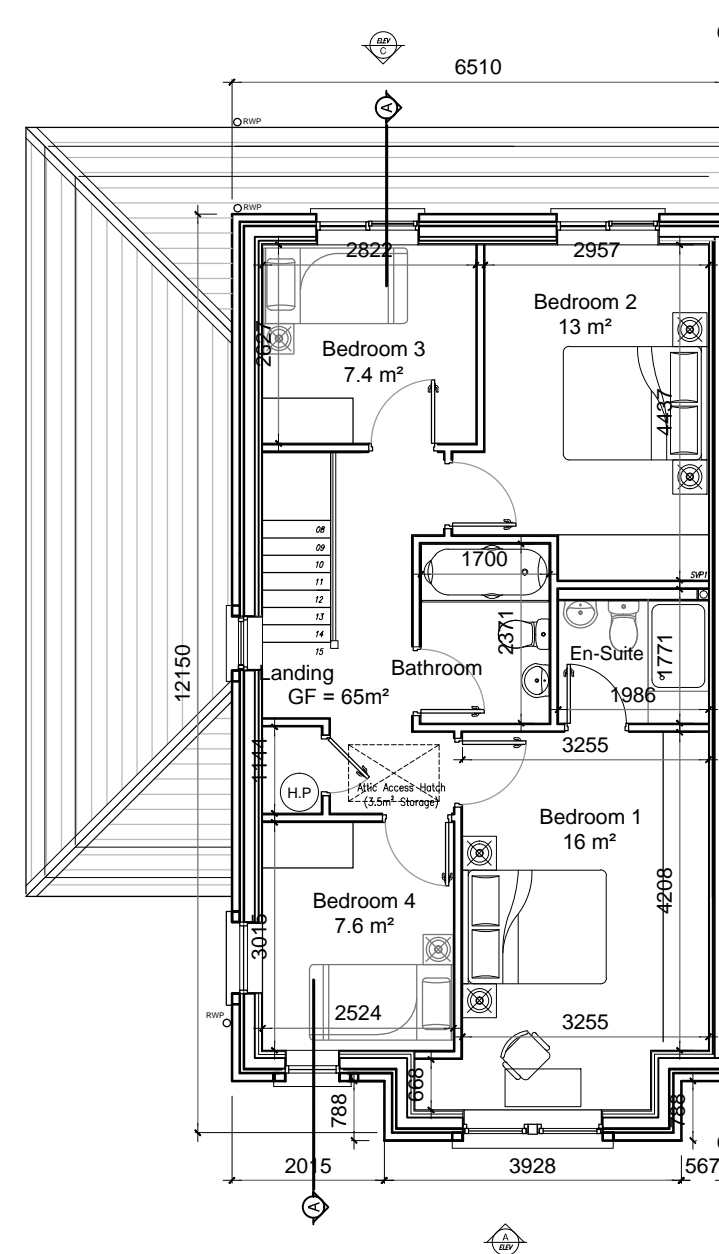 ELEV
C
6510
A
RWP
RWP
2822
2957
Bedroom 2
13 m²
2627
Bedroom 3
7.4 m²
4437
08
09
10
11
12
13
14
15
1700
SVP1
2371
En-Suite
1771
Landing
GF = 65m²
Bathroom
12150
1986
3255
1144
H.P
Attic Access Hatch
(3.5m² Storage)
Bedroom 1
16 m²
4208
Bedroom 4
7.6 m²
3015
RWP
2524
3255
668
788
788
2015
3928
567
A
A
ELEV